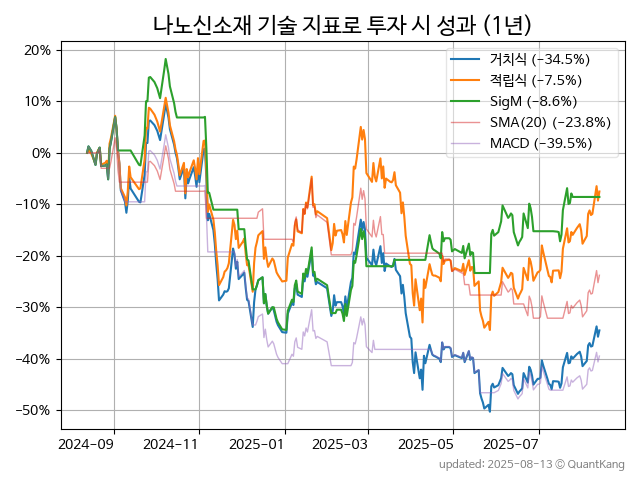 나노신소재 기술 지표로 투자 시 성과 (1년)
거치식 (−34.5%)
적립식 (−7.5%)
SigM (−8.6%)
SMA(20) (−23.8%)
MACD (−39.5%)
20%
10%
0%
−10%
−20%
−30%
−40%
−50%
2024-09 2024-11 2025-01 2025-03 2025-05 2025-07
updated: 2025-08-13 © QuantKang